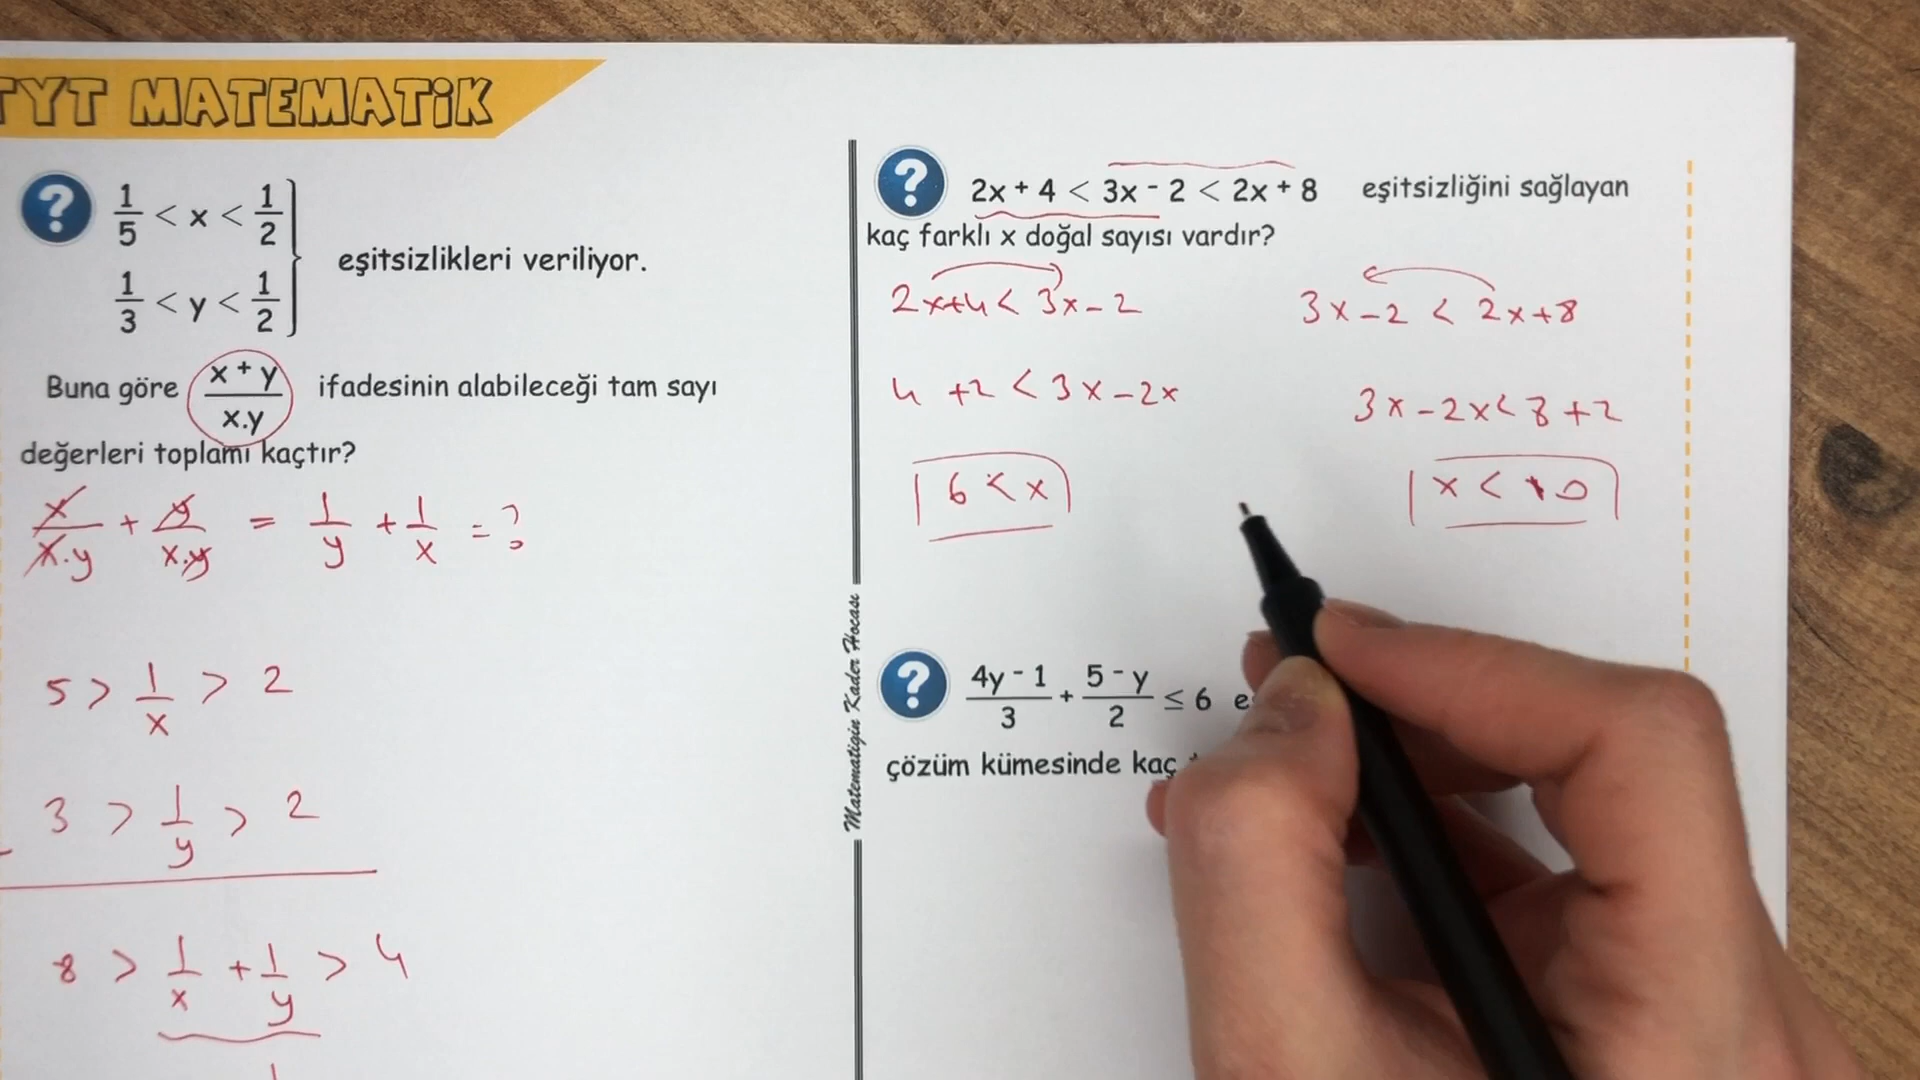 TYT MATEMATİK
1/5 < x < 1/2
1/3 < y < 1/2
eşitsizlikleri veriliyor.
Buna göre (x + y)/(x.y) ifadesinin alabileceği tam sayı
değerleri toplamı kaçtır?
x/(x.y) + y/(x.y) = 1/y + 1/x = ?
5 > 1/x > 2
3 > 1/y > 2
8 > 1/x + 1/y > 4
Matematiğin Kader Hocası
2x + 4 < 3x - 2 < 2x + 8 eşitsizliğini sağlayan
kaç farklı x doğal sayısı vardır?
2x+4 < 3x-2
4 +2 < 3x-2x
6 < x
3x-2 < 2x+8
3x-2x < 8+2
x < 10
(4y - 1)/3 + (5 - y)/2 ≤ 6
çözüm kümesinde kaç